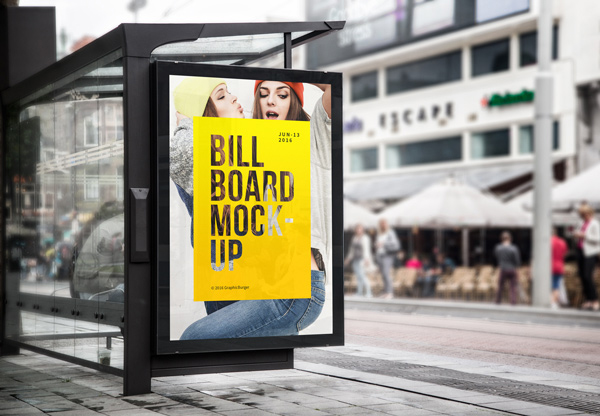 JUN-13
2016
BILL
BOARD
MOCK-
UP
© 2016 GraphicBurger
ESCAPE